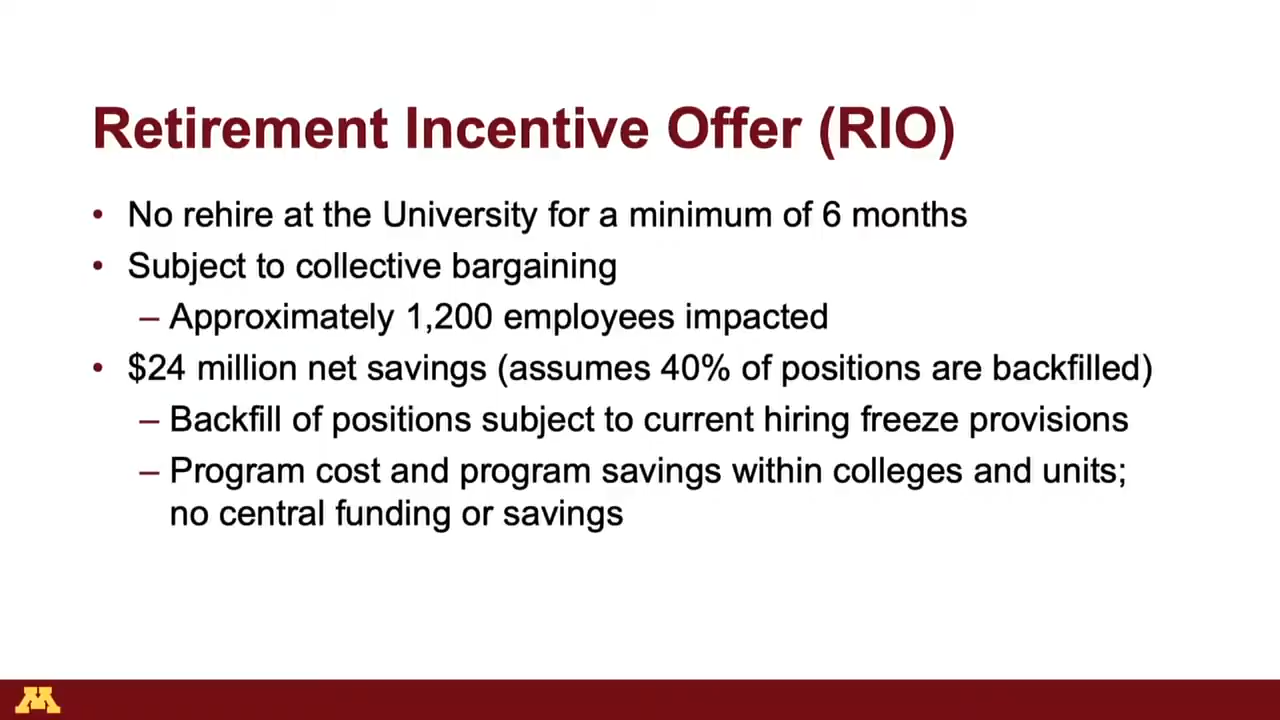 Retirement Incentive Offer (RIO)
• No rehire at the University for a minimum of 6 months
• Subject to collective bargaining
– Approximately 1,200 employees impacted
• $24 million net savings (assumes 40% of positions are backfilled)
– Backfill of positions subject to current hiring freeze provisions
– Program cost and program savings within colleges and units;
no central funding or savings
M